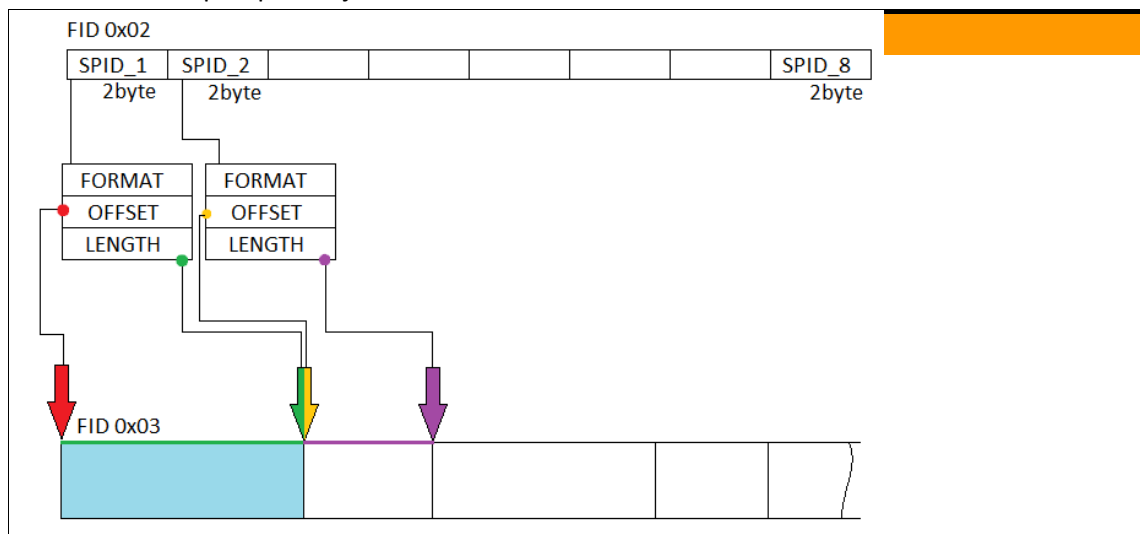 FID 0x02
SPID_1 SPID_2 SPID_8
2byte 2byte 2byte
FORMAT FORMAT
OFFSET OFFSET
LENGTH LENGTH
FID 0x03